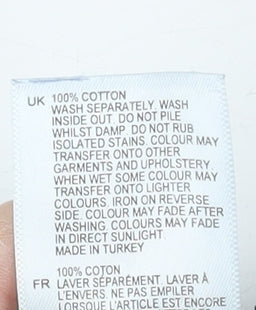 UK 100% COTTON
WASH SEPARATELY. WASH
INSIDE OUT. DO NOT PILE
WHILST DAMP. DO NOT RUB
ISOLATED STAINS. COLOUR MAY
TRANSFER ONTO OTHER
GARMENTS AND UPHOLSTERY.
WHEN WET SOME COLOUR MAY
TRANSFER ONTO LIGHTER
COLOURS. IRON ON REVERSE
SIDE. COLOUR MAY FADE AFTER
WASHING. COLOURS MAY FADE
IN DIRECT SUNLIGHT.
MADE IN TURKEY
100% COTON
FR LAVER SÉPARÉMENT. LAVER À
L'ENVERS. NE PAS EMPILER
LORSQUE L'ARTICLE EST ENCORE